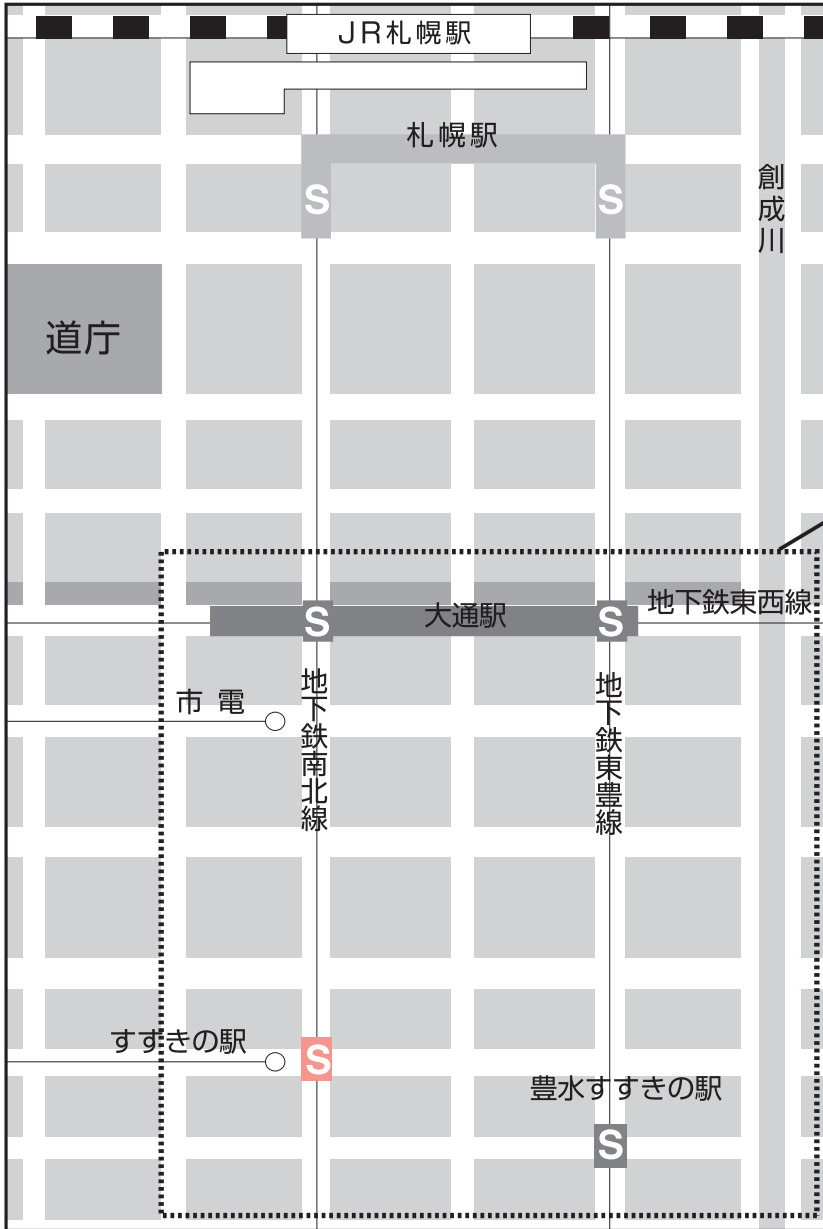 JR札幌駅
札幌駅
S
S
創成川
道庁
S
大通駅
S
地下鉄東西線
市電
地下鉄南北線
地下鉄東豊線
すすきの駅
S
豊水すすきの駅
S